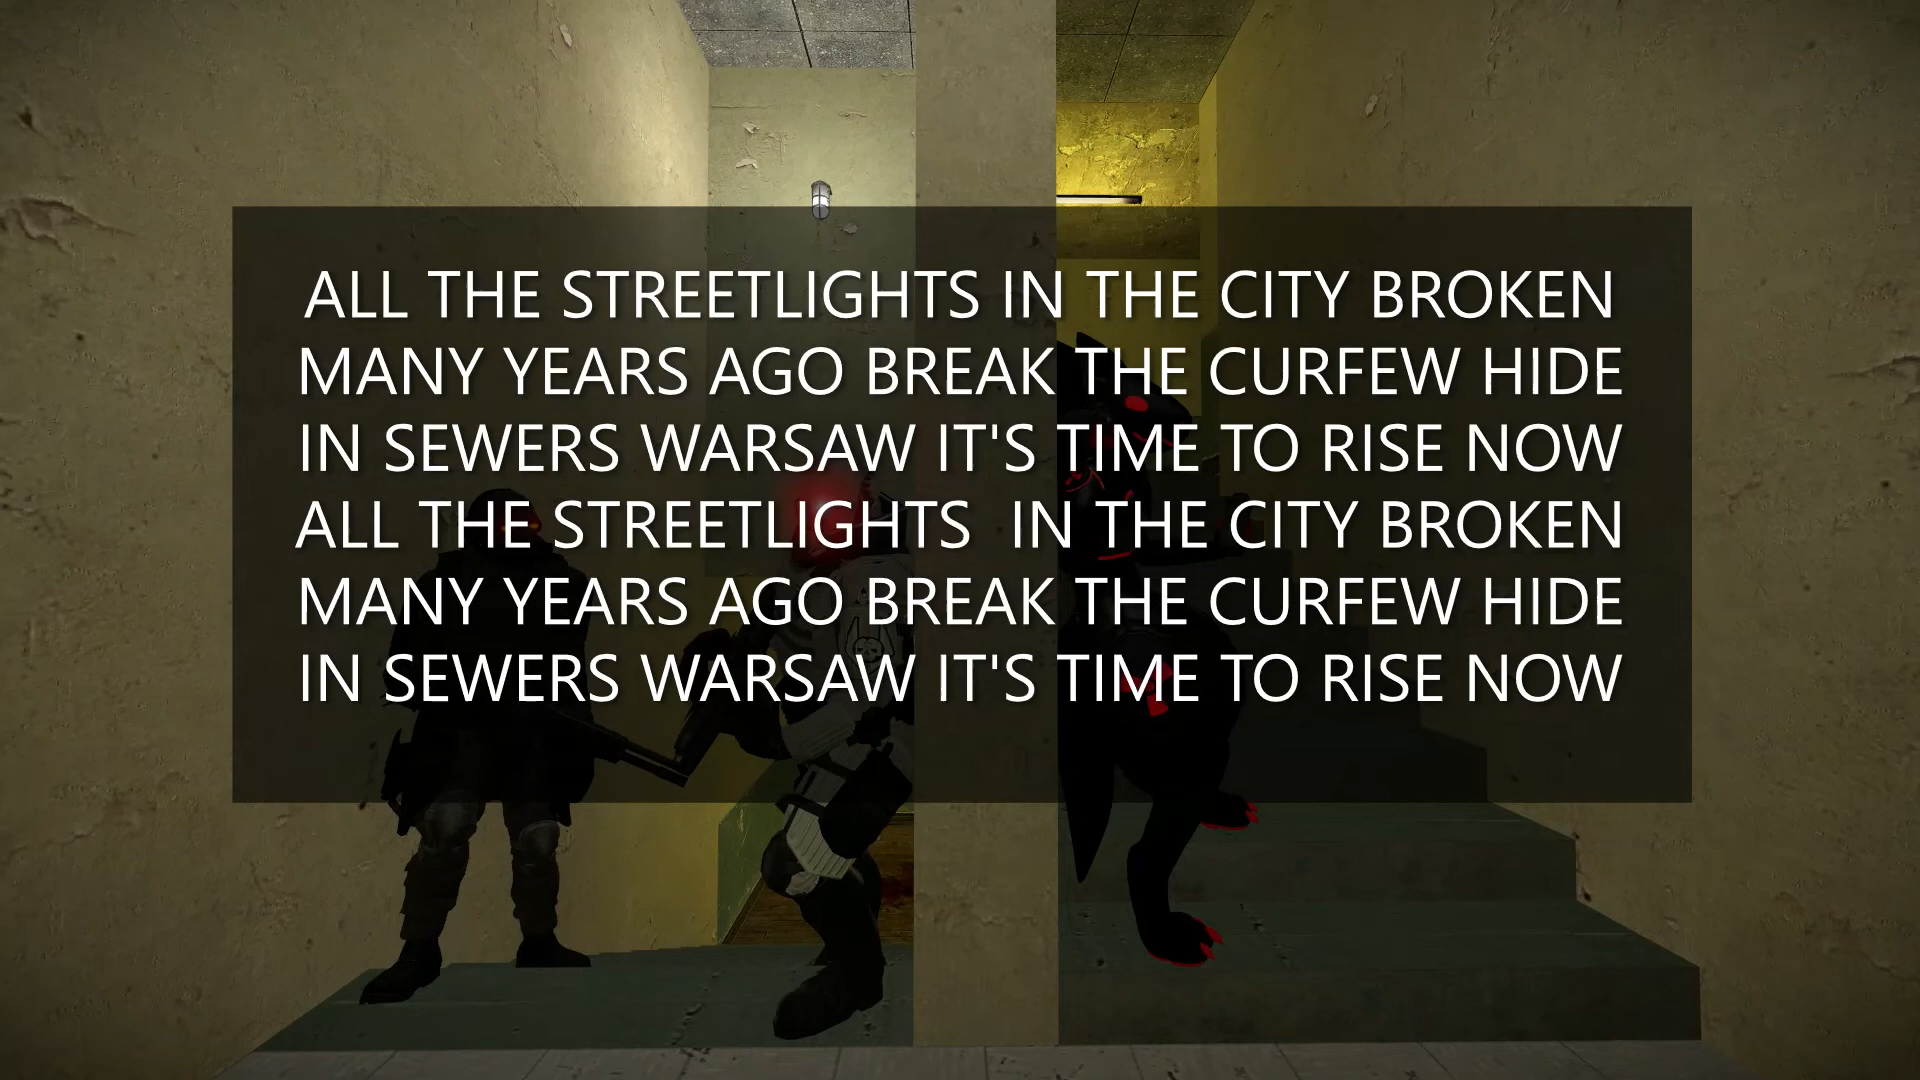 ALL THE STREETLIGHTS IN THE CITY BROKEN
MANY YEARS AGO BREAK THE CURFEW HIDE
IN SEWERS WARSAW IT'S TIME TO RISE NOW
ALL THE STREETLIGHTS  IN THE CITY BROKEN
MANY YEARS AGO BREAK THE CURFEW HIDE
IN SEWERS WARSAW IT'S TIME TO RISE NOW